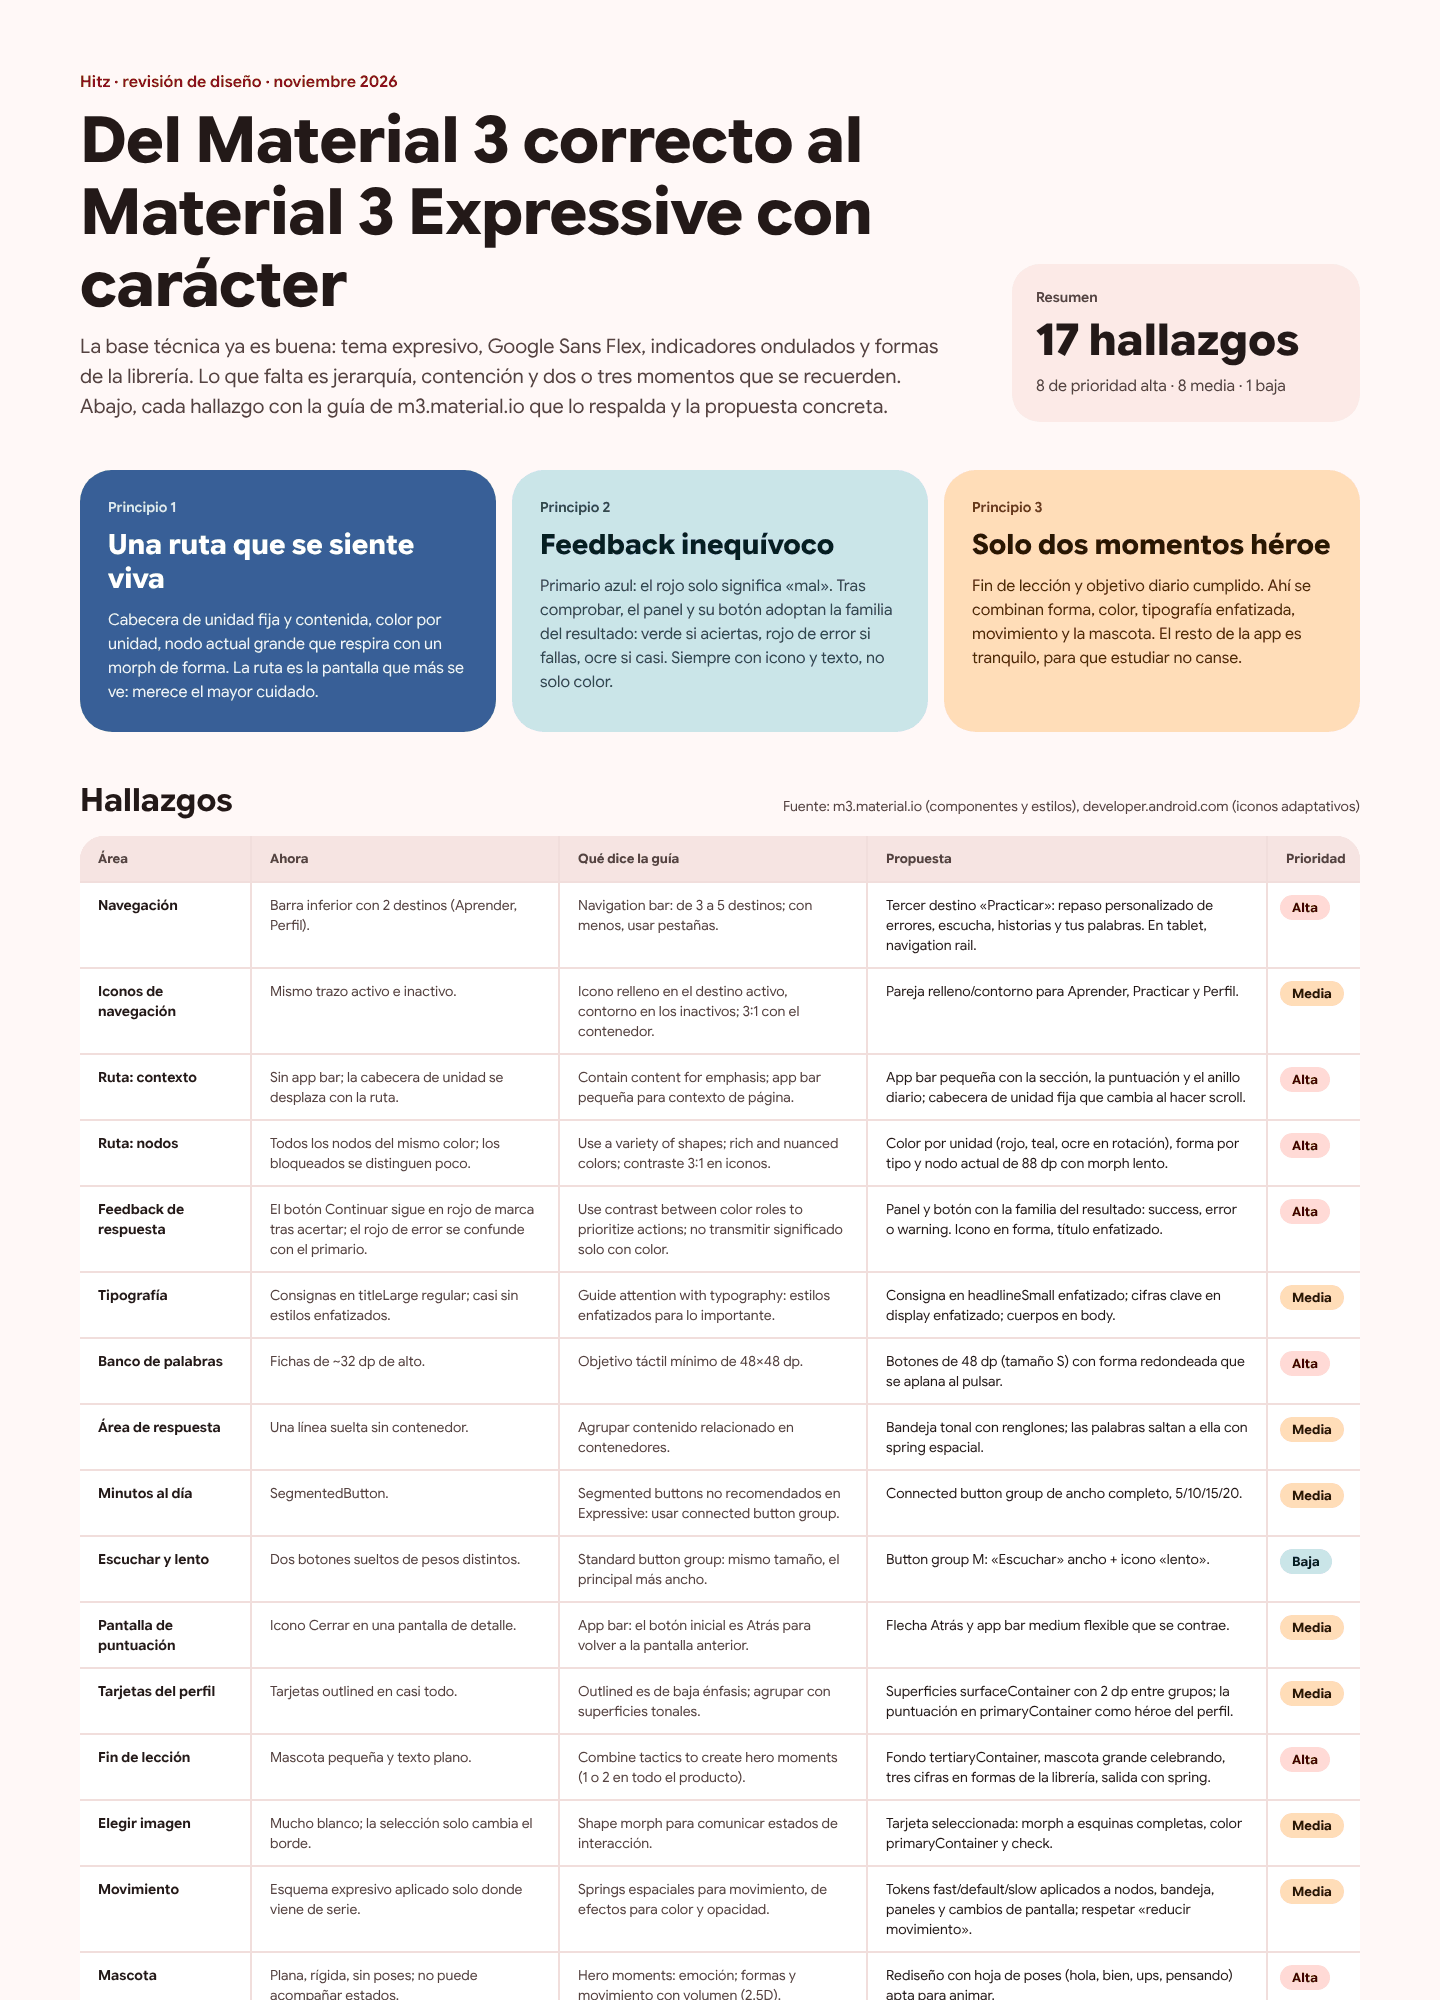 Hitz · revisión de diseño · noviembre 2026
Del Material 3 correcto al
Material 3 Expressive con
carácter
La base técnica ya es buena: tema expresivo, Google Sans Flex, indicadores ondulados y formas
de la librería. Lo que falta es jerarquía, contención y dos o tres momentos que se recuerden.
Abajo, cada hallazgo con la guía de m3.material.io que lo respalda y la propuesta concreta.
Resumen
17 hallazgos
8 de prioridad alta · 8 media · 1 baja
Principio 1
Una ruta que se siente
viva
Cabecera de unidad fija y contenida, color por
unidad, nodo actual grande que respira con un
morph de forma. La ruta es la pantalla que más se
ve: merece el mayor cuidado.
Principio 2
Feedback inequívoco
Primario azul: el rojo solo significa «mal». Tras
comprobar, el panel y su botón adoptan la familia
del resultado: verde si aciertas, rojo de error si
fallas, ocre si casi. Siempre con icono y texto, no
solo color.
Principio 3
Solo dos momentos héroe
Fin de lección y objetivo diario cumplido. Ahí se
combinan forma, color, tipografía enfatizada,
movimiento y la mascota. El resto de la app es
tranquilo, para que estudiar no canse.
Hallazgos
Fuente: m3.material.io (componentes y estilos), developer.android.com (iconos adaptativos)
Área
Ahora
Qué dice la guía
Propuesta
Prioridad
Navegación
Barra inferior con 2 destinos (Aprender,
Perfil).
Navigation bar: de 3 a 5 destinos; con
menos, usar pestañas.
Tercer destino «Practicar»: repaso personalizado de
errores, escucha, historias y tus palabras. En tablet,
navigation rail.
Alta
Iconos de
navegación
Mismo trazo activo e inactivo.
Icono relleno en el destino activo,
contorno en los inactivos; 3:1 con el
contenedor.
Pareja relleno/contorno para Aprender, Practicar y Perfil.
Media
Ruta: contexto
Sin app bar; la cabecera de unidad se
desplaza con la ruta.
Contain content for emphasis; app bar
pequeña para contexto de página.
App bar pequeña con la sección, la puntuación y el anillo
diario; cabecera de unidad fija que cambia al hacer scroll.
Alta
Ruta: nodos
Todos los nodos del mismo color; los
bloqueados se distinguen poco.
Use a variety of shapes; rich and nuanced
colors; contraste 3:1 en iconos.
Color por unidad (rojo, teal, ocre en rotación), forma por
tipo y nodo actual de 88 dp con morph lento.
Alta
Feedback de
respuesta
El botón Continuar sigue en rojo de marca
tras acertar; el rojo de error se confunde
con el primario.
Use contrast between color roles to
prioritize actions; no transmitir significado
solo con color.
Panel y botón con la familia del resultado: success, error
o warning. Icono en forma, título enfatizado.
Alta
Tipografía
Consignas en titleLarge regular; casi sin
estilos enfatizados.
Guide attention with typography: estilos
enfatizados para lo importante.
Consigna en headlineSmall enfatizado; cifras clave en
display enfatizado; cuerpos en body.
Media
Banco de palabras
Fichas de ~32 dp de alto.
Objetivo táctil mínimo de 48×48 dp.
Botones de 48 dp (tamaño S) con forma redondeada que
se aplana al pulsar.
Alta
Área de respuesta
Una línea suelta sin contenedor.
Agrupar contenido relacionado en
contenedores.
Bandeja tonal con renglones; las palabras saltan a ella con
spring espacial.
Media
Minutos al día
SegmentedButton.
Segmented buttons no recomendados en
Expressive: usar connected button group.
Connected button group de ancho completo, 5/10/15/20.
Media
Escuchar y lento
Dos botones sueltos de pesos distintos.
Standard button group: mismo tamaño, el
principal más ancho.
Button group M: «Escuchar» ancho + icono «lento».
Baja
Pantalla de
puntuación
Icono Cerrar en una pantalla de detalle.
App bar: el botón inicial es Atrás para
volver a la pantalla anterior.
Flecha Atrás y app bar medium flexible que se contrae.
Media
Tarjetas del perfil
Tarjetas outlined en casi todo.
Outlined es de baja énfasis; agrupar con
superficies tonales.
Superficies surfaceContainer con 2 dp entre grupos; la
puntuación en primaryContainer como héroe del perfil.
Media
Fin de lección
Mascota pequeña y texto plano.
Combine tactics to create hero moments
(1 o 2 en todo el producto).
Fondo tertiaryContainer, mascota grande celebrando,
tres cifras en formas de la librería, salida con spring.
Alta
Elegir imagen
Mucho blanco; la selección solo cambia el
borde.
Shape morph para comunicar estados de
interacción.
Tarjeta seleccionada: morph a esquinas completas, color
primaryContainer y check.
Media
Movimiento
Esquema expresivo aplicado solo donde
viene de serie.
Springs espaciales para movimiento, de
efectos para color y opacidad.
Tokens fast/default/slow aplicados a nodos, bandeja,
paneles y cambios de pantalla; respetar «reducir
movimiento».
Media
Mascota
Plana, rígida, sin poses; no puede
acompañar estados.
Hero moments: emoción; formas y
movimiento con volumen (2.5D).
Rediseño con hoja de poses (hola, bien, ups, pensando)
apta para animar.
Alta